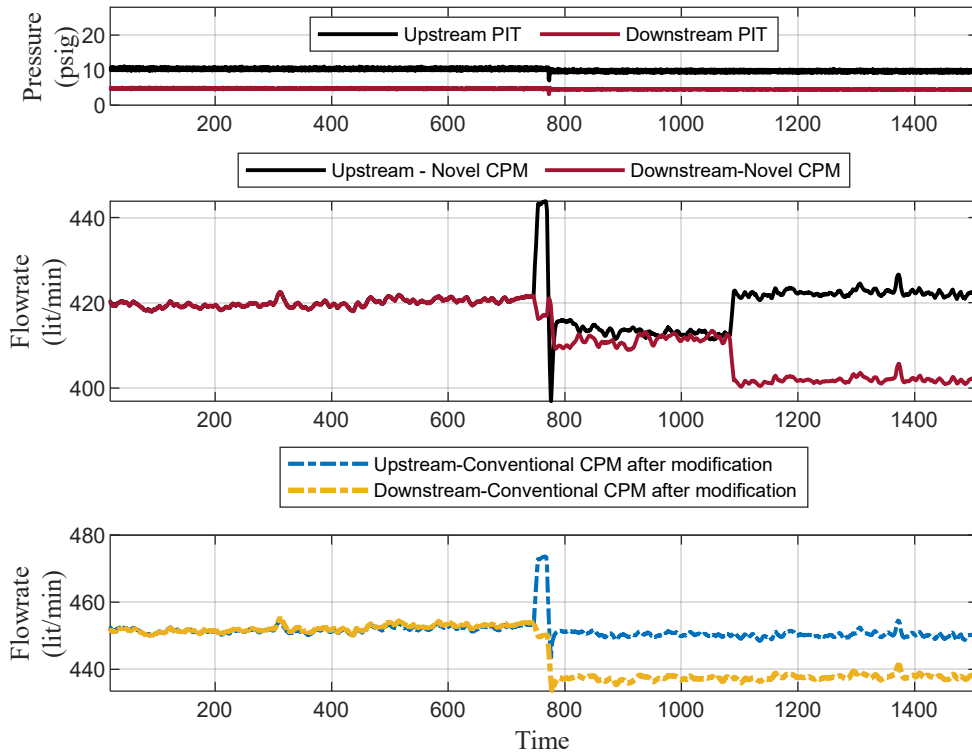 Upstream PIT Downstream PIT
Pressure
(psig)
20
10
0
200 400 600 800 1000 1200 1400
Upstream - Novel CPM Downstream-Novel CPM
Flowrate
(lit/min)
440
420
400
200 400 600 800 1000 1200 1400
Upstream-Conventional CPM after modification
Downstream-Conventional CPM after modification
Flowrate
(lit/min)
480
460
440
200 400 600 800 1000 1200 1400
Time